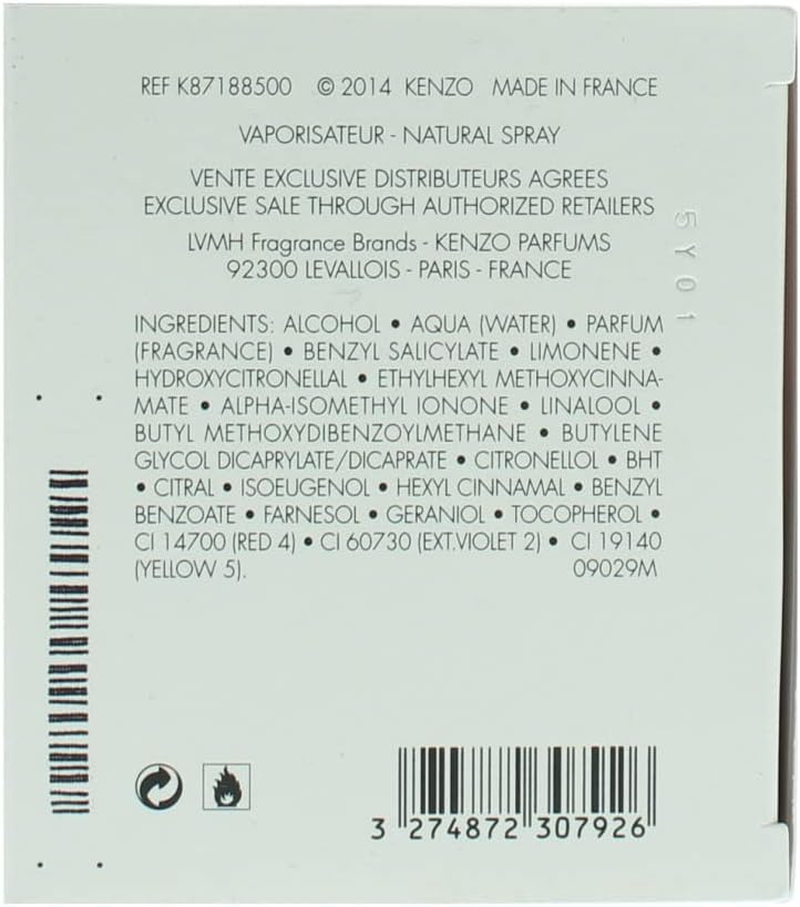 REF K87188500 © 2014 KENZO MADE IN FRANCE
VAPORISATEUR - NATURAL SPRAY
VENTE EXCLUSIVE DISTRIBUTEURS AGREES
EXCLUSIVE SALE THROUGH AUTHORIZED RETAILERS
LVMH Fragrance Brands - KENZO PARFUMS
92300 LEVALLOIS - PARIS - FRANCE
5Y01
INGREDIENTS: ALCOHOL • AQUA (WATER) • PARFUM
(FRAGRANCE) • BENZYL SALICYLATE • LIMONENE •
HYDROXYCITRONELLAL • ETHYLHEXYL METHOXYCINNA-
MATE • ALPHA-ISOMETHYL IONONE • LINALOOL •
BUTYL METHOXYDIBENZOYLMETHANE • BUTYLENE
GLYCOL DICAPRYLATE/DICAPRATE • CITRONELLOL • BHT
• CITRAL • ISOEUGENOL • HEXYL CINNAMAL • BENZYL
BENZOATE • FARNESOL • GERANIOL • TOCOPHEROL •
CI 14700 (RED 4) • CI 60730 (EXT.VIOLET 2) • CI 19140
(YELLOW 5). 09029M
3 274872 307926